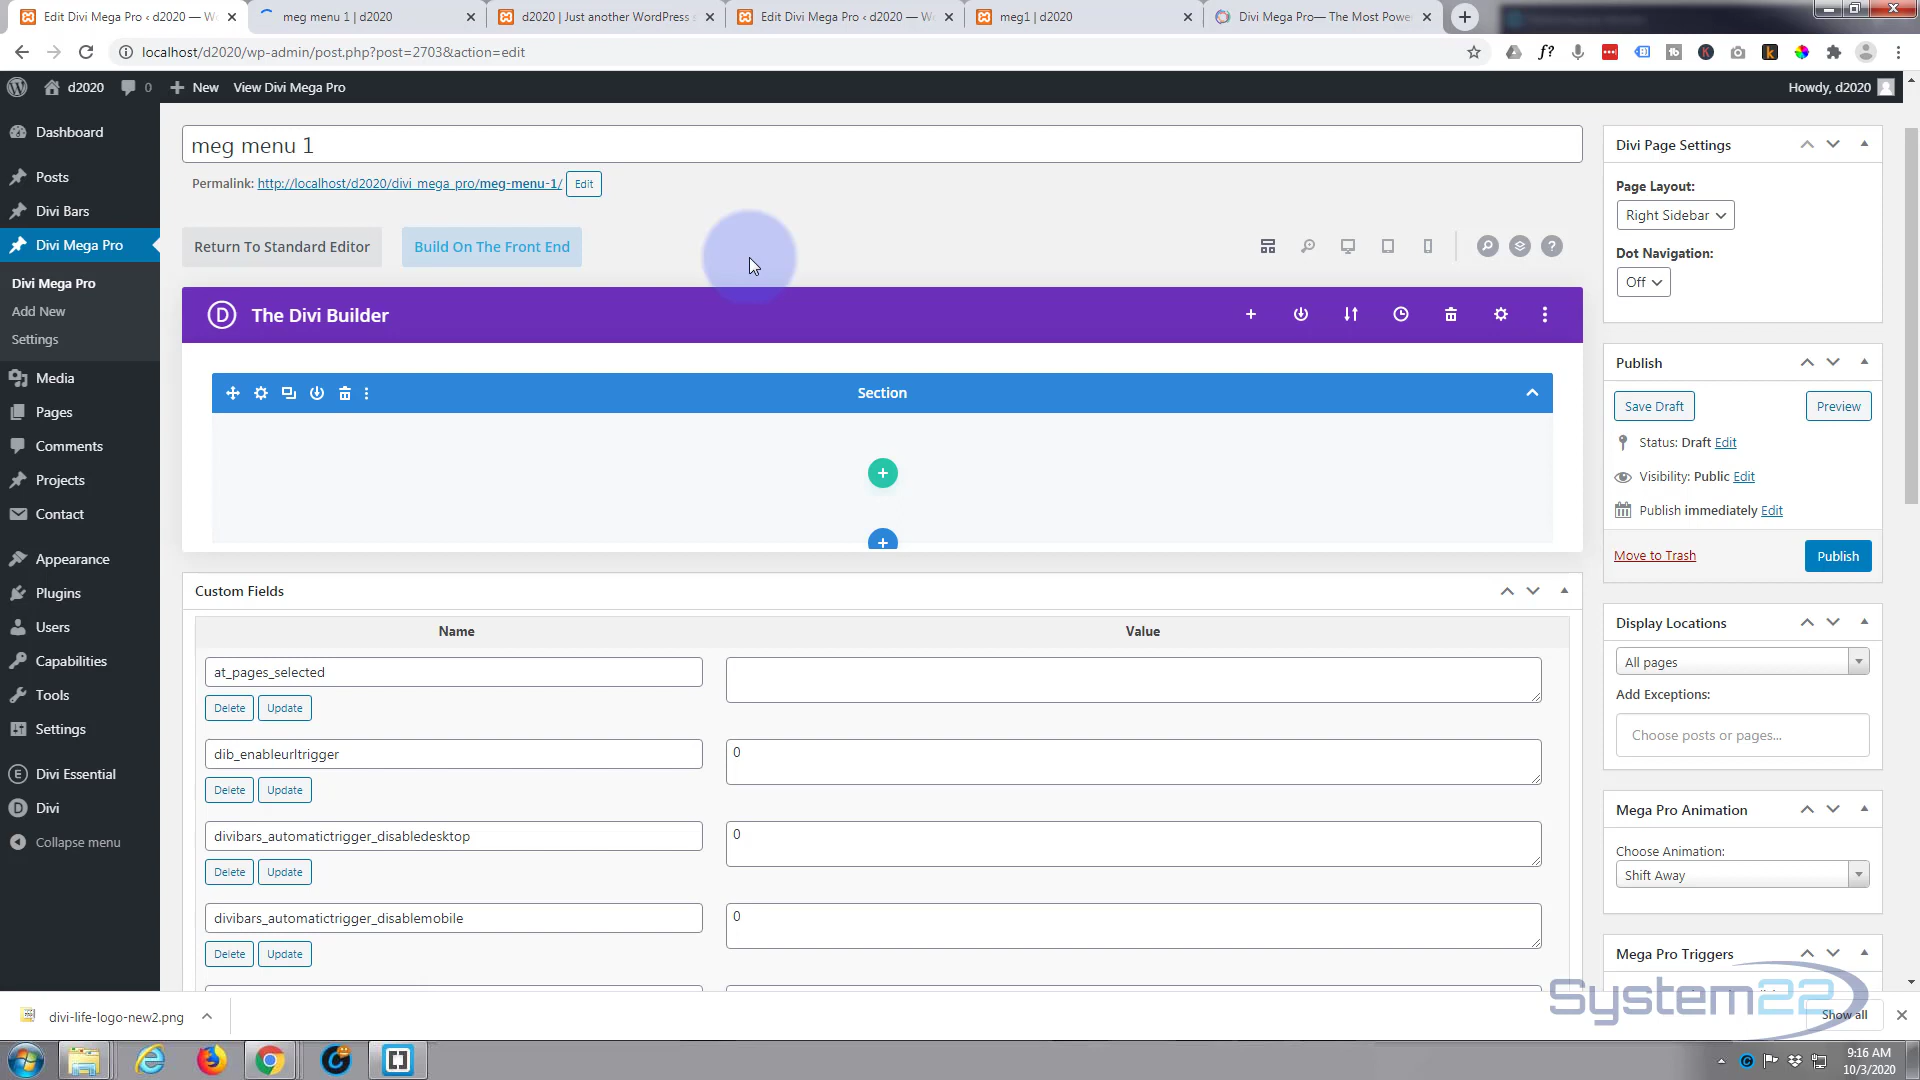 Edit Divi Mega Pro ‹ d2020 — W
meg menu 1 | d2020
d2020 | Just another WordPress s
Edit Divi Mega Pro ‹ d2020 — W
meg1 | d2020
Divi Mega Pro— The Most Power
localhost/d2020/wp-admin/post.php?post=2703&action=edit
d2020
0
New
View Divi Mega Pro
Howdy, d2020
Dashboard
Posts
Divi Bars
Divi Mega Pro
Divi Mega Pro
Add New
Settings
Media
Pages
Comments
Projects
Contact
Appearance
Plugins
Users
Capabilities
Tools
Settings
Divi Essential
Divi
Collapse menu
meg menu 1
Permalink: http://localhost/d2020/divi_mega_pro/meg-menu-1/ Edit
Return To Standard Editor
Build On The Front End
The Divi Builder
Section
Custom Fields
Name
Value
at_pages_selected
Delete
Update
dib_enableurltrigger
0
Delete
Update
divibars_automatictrigger_disabledesktop
0
Delete
Update
divibars_automatictrigger_disablemobile
0
Delete
Update
Divi Page Settings
Page Layout:
Right Sidebar
Dot Navigation:
Off
Publish
Save Draft
Preview
Status: Draft Edit
Visibility: Public Edit
Publish immediately Edit
Move to Trash
Publish
Display Locations
All pages
Add Exceptions:
Choose posts or pages...
Mega Pro Animation
Choose Animation:
Shift Away
Mega Pro Triggers
System22
divi-life-logo-new2.png
Show all
9:16 AM
10/3/2020